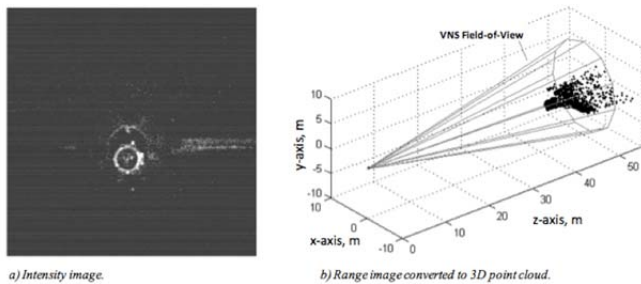 VNS Field-of-View
y-axis, m
10
5
0
-5
-10
10
0
-10
x-axis, m
0
10
20
30
40
50
z-axis, m
a) Intensity image.
b) Range image converted to 3D point cloud.